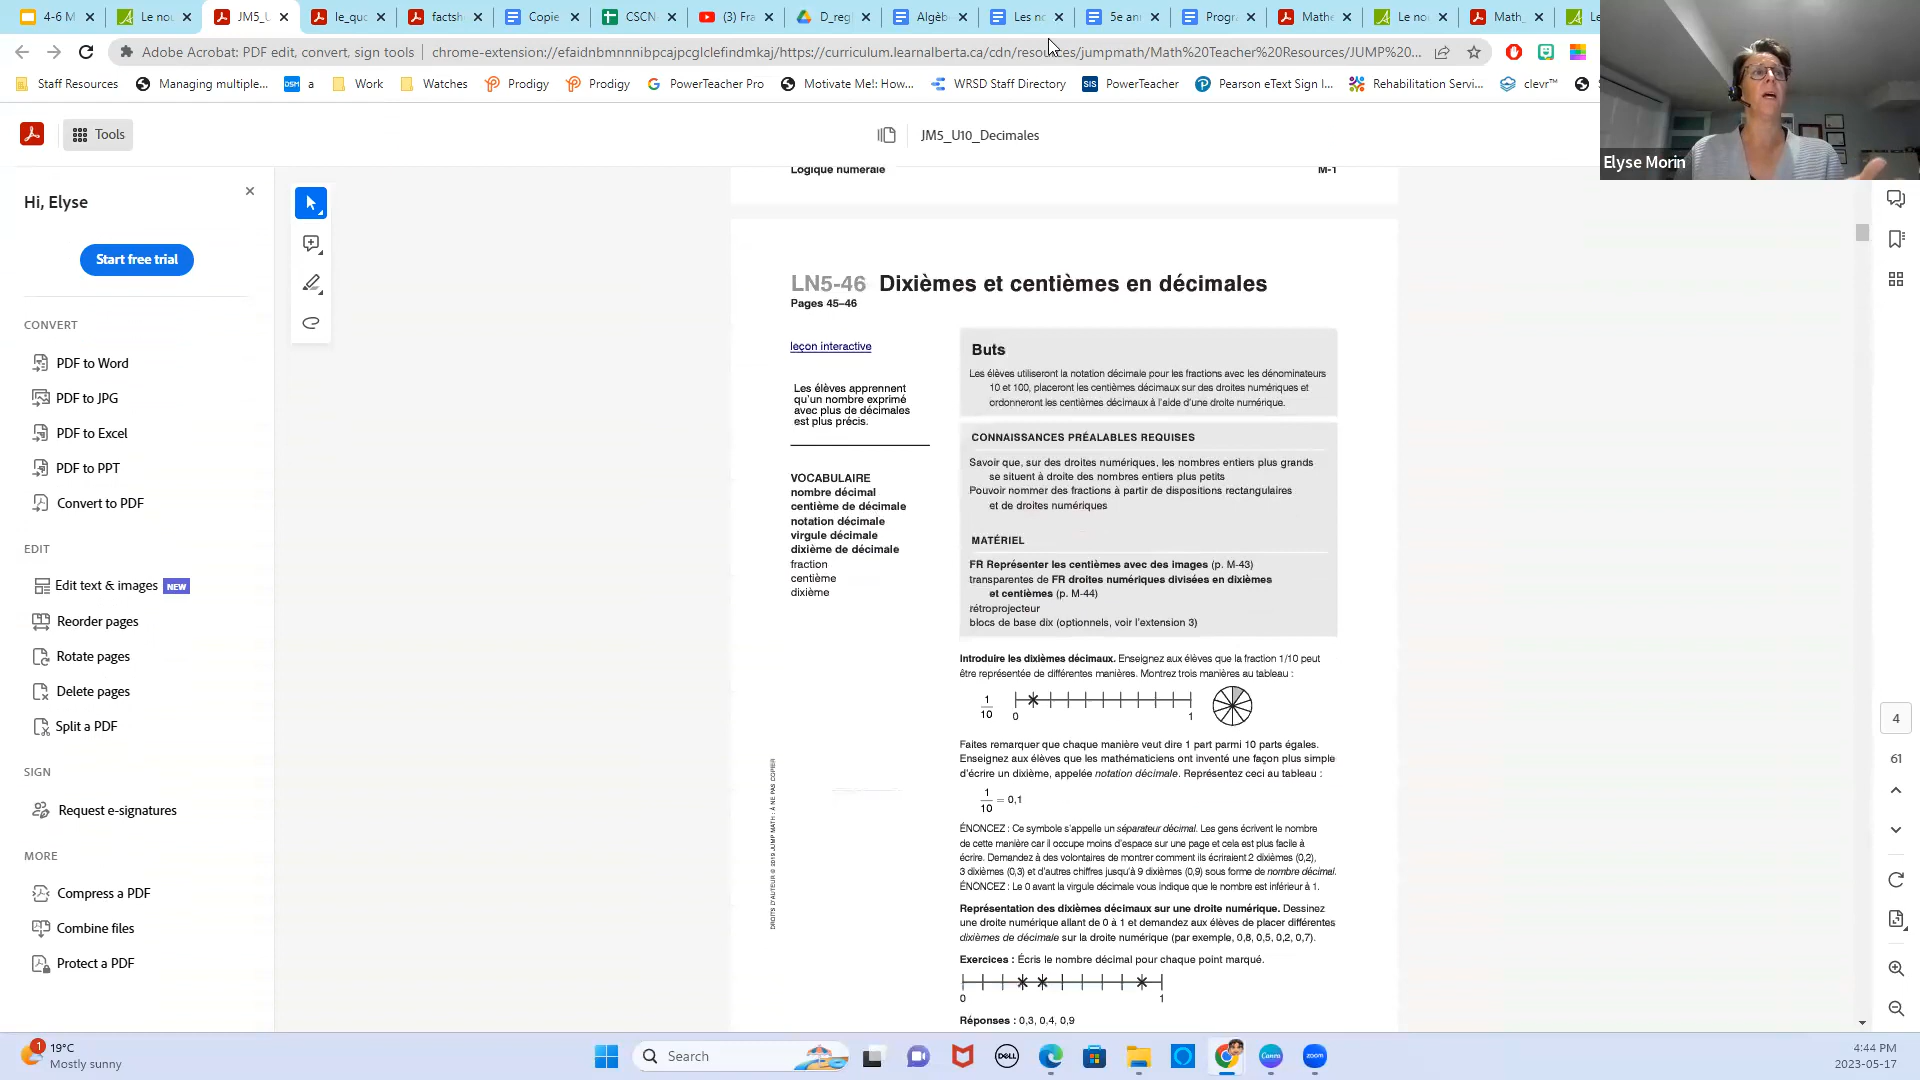 4-6 M
Le nou
JM5_U
le_quo
factsh
Copie
CSCN
(3) Fra
D_regl
Algèb
Les no
5e an
Progra
Mathe
Le nou
Math_
Le
Adobe Acrobat: PDF edit, convert, sign tools
chrome-extension://efaidnbmnnnibpcajpcglclefindmkaj/https://curriculum.learnalberta.ca/cdn/resources/jumpmath/Math%20Teacher%20Resources/JUMP%20...
Staff Resources
Managing multiple...
DSM a
Work
Watches
Prodigy
Prodigy
PowerTeacher Pro
Motivate Me!: How...
WRSD Staff Directory
SIS PowerTeacher
Pearson eText Sign I...
Rehabilitation Servi...
clevr™
Elyse Morin
Tools
JM5_U10_Decimales
Hi, Elyse
Start free trial
CONVERT
PDF to Word
PDF to JPG
PDF to Excel
PDF to PPT
Convert to PDF
EDIT
Edit text & images NEW
Reorder pages
Rotate pages
Delete pages
Split a PDF
SIGN
Request e-signatures
MORE
Compress a PDF
Combine files
Protect a PDF
Logique numérale M-1
LN5-46 Dixièmes et centièmes en décimales
Pages 45–46
leçon interactive
Les élèves apprennent
qu'un nombre exprimé
avec plus de décimales
est plus précis.
VOCABULAIRE
nombre décimal
centième de décimale
notation décimale
virgule décimale
dixième de décimale
fraction
centième
dixième
DROITS D'AUTEUR © 2019 JUMP MATH : À NE PAS COPIER
Buts
Les élèves utiliseront la notation décimale pour les fractions avec les dénominateurs
10 et 100, placeront les centièmes décimaux sur des droites numériques et
ordonneront les centièmes décimaux à l'aide d'une droite numérique.
CONNAISSANCES PRÉALABLES REQUISES
Savoir que, sur des droites numériques, les nombres entiers plus grands
se situent à droite des nombres entiers plus petits
Pouvoir nommer des fractions à partir de dispositions rectangulaires
et de droites numériques
MATÉRIEL
FR Représenter les centièmes avec des images (p. M-43)
transparentes de FR droites numériques divisées en dixièmes
et centièmes (p. M-44)
rétroprojecteur
blocs de base dix (optionnels, voir l'extension 3)
Introduire les dixièmes décimaux. Enseignez aux élèves que la fraction 1/10 peut
être représentée de différentes manières. Montrez trois manières au tableau :
1
10
0 1
Faites remarquer que chaque manière veut dire 1 part parmi 10 parts égales.
Enseignez aux élèves que les mathématiciens ont inventé une façon plus simple
d'écrire un dixième, appelée notation décimale. Représentez ceci au tableau :
1
10 = 0,1
ÉNONCEZ : Ce symbole s'appelle un séparateur décimal. Les gens écrivent le nombre
de cette manière car il occupe moins d'espace sur une page et cela est plus facile à
écrire. Demandez à des volontaires de montrer comment ils écriraient 2 dixièmes (0,2),
3 dixièmes (0,3) et d'autres chiffres jusqu'à 9 dixièmes (0,9) sous forme de nombre décimal.
ÉNONCEZ : Le 0 avant la virgule décimale vous indique que le nombre est inférieur à 1.
Représentation des dixièmes décimaux sur une droite numérique. Dessinez
une droite numérique allant de 0 à 1 et demandez aux élèves de placer différentes
dixièmes de décimale sur la droite numérique (par exemple, 0,8, 0,5, 0,2, 0,7).
Exercices : Écris le nombre décimal pour chaque point marqué.
0 1
Réponses : 0,3, 0,4, 0,9
4
61
1
19°C
Mostly sunny
Search
DELL
Canva
zoom
4:44 PM
2023-05-17